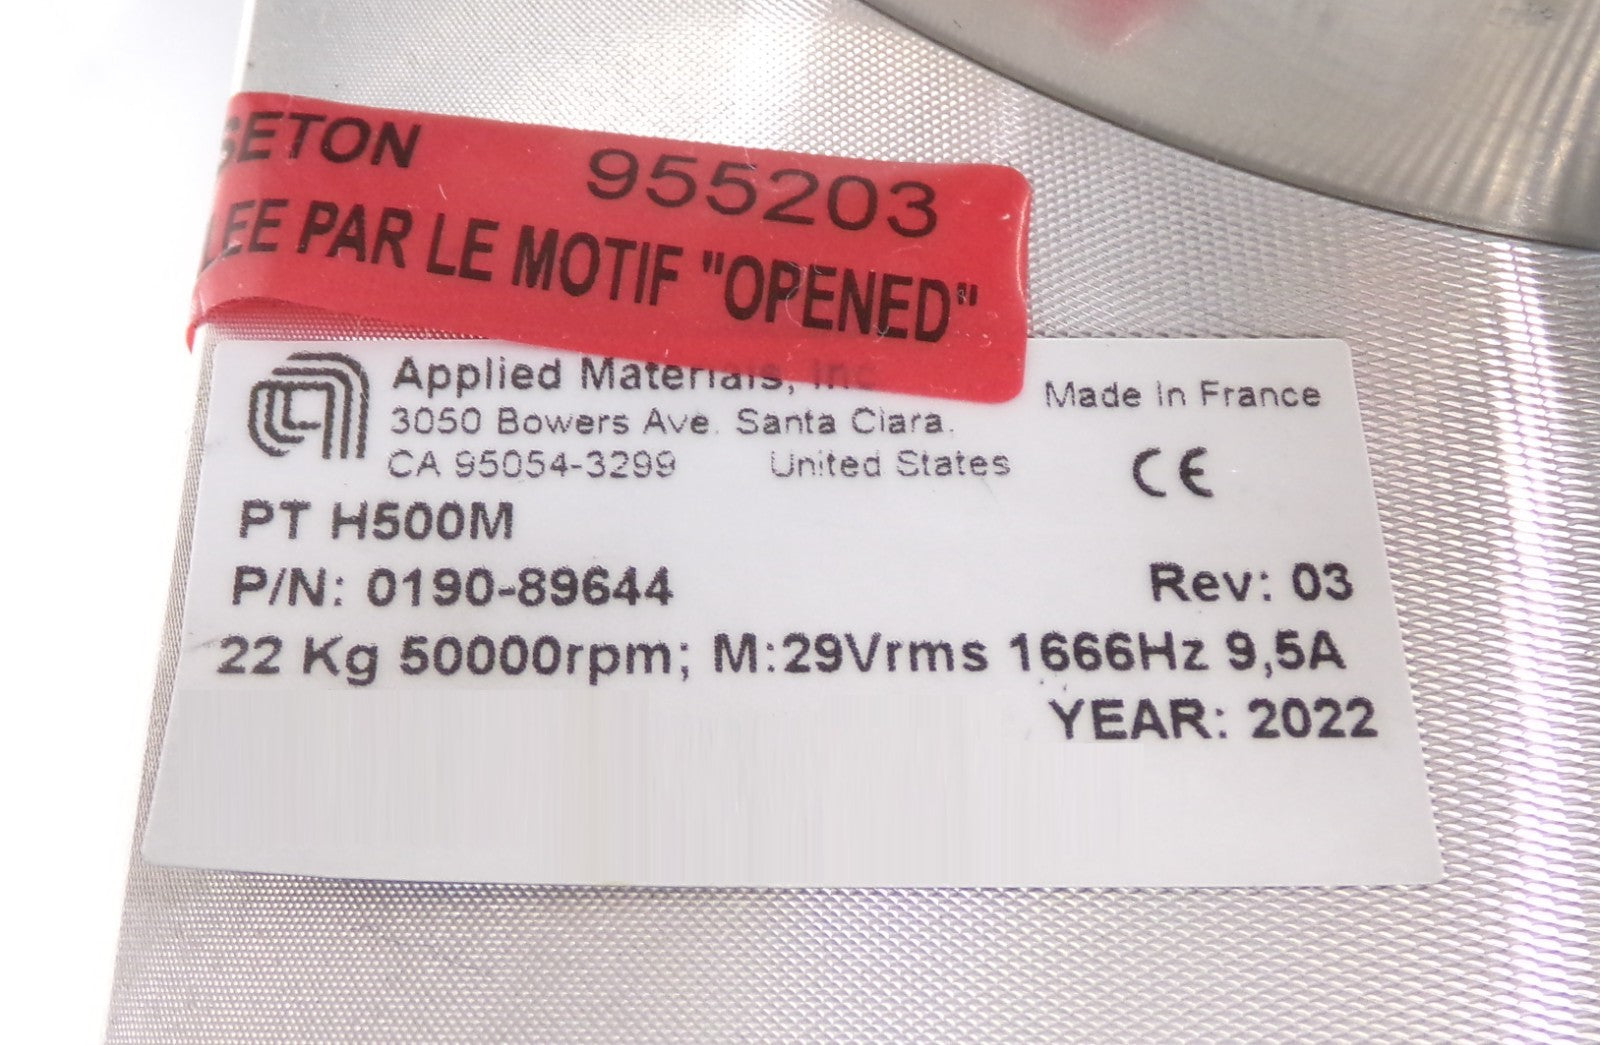 SETON 955203
LEE PAR LE MOTIF "OPENED"
Applied Materials, Inc
3050 Bowers Ave. Santa Clara.
CA 95054-3299 United States
Made in France
CE
PT H500M
P/N: 0190-89644 Rev: 03
22 Kg 50000rpm; M:29Vrms 1666Hz 9,5A
YEAR: 2022